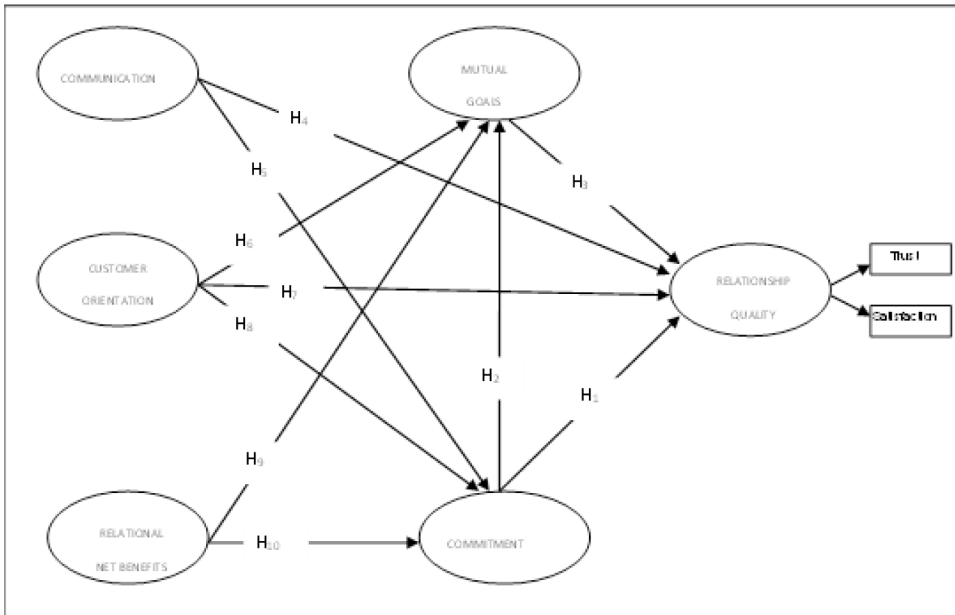 COMMUNICATION
MUTUAL
GOALS
H4
H5
H3
H6
CUSTOMER
ORIENTATION
H7
H8
RELATIONSHIP
QUALITY
Trust
Satisfaction
H2
H1
H9
RELATIONAL
NET BENEFITS
H10
COMMITMENT